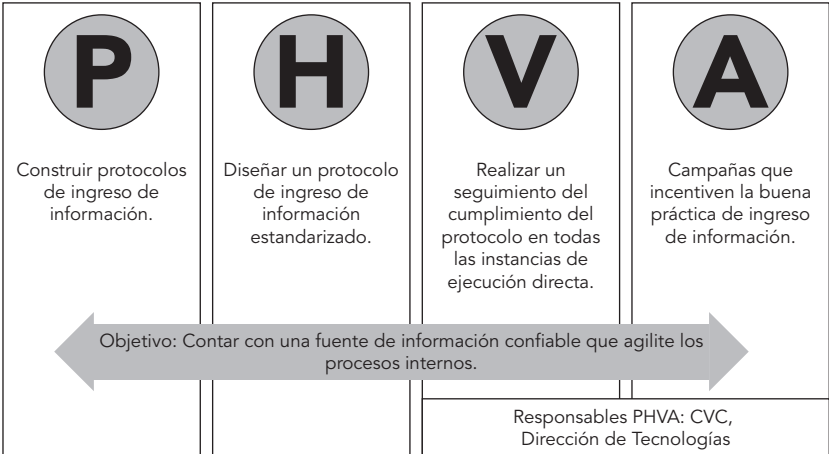 P
Construir protocolos
de ingreso de
información.
H
Diseñar un protocolo
de ingreso de
información
estandarizado.
V
Realizar un
seguimiento del
cumplimiento del
protocolo en todas
las instancias de
ejecución directa.
A
Campañas que
incentiven la buena
práctica de ingreso
de información.
Objetivo: Contar con una fuente de información confiable que agilite los
procesos internos.
Responsables PHVA: CVC,
Dirección de Tecnologías